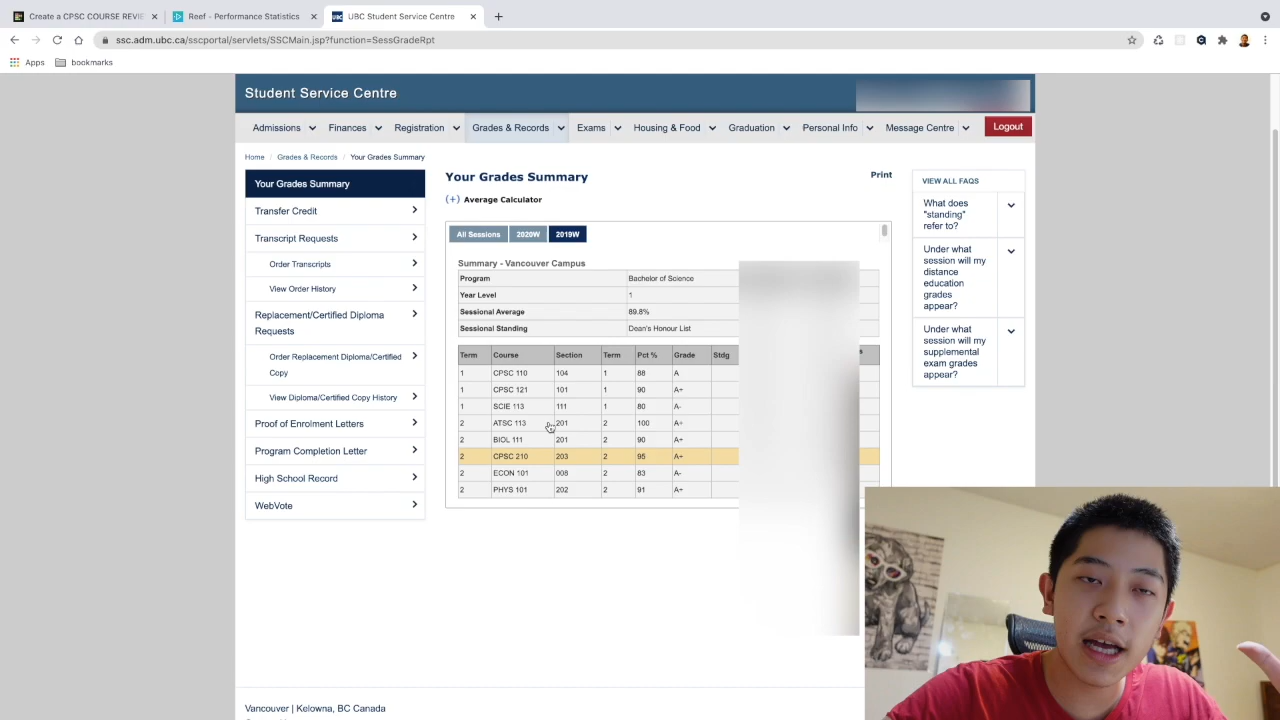 Create a CPSC COURSE REVIE
Reef - Performance Statistics
UBC Student Service Centre
ssc.adm.ubc.ca/sscportal/servlets/SSCMain.jsp?function=SessGradeRpt
Apps bookmarks
Student Service Centre
Admissions Finances Registration Grades & Records Exams Housing & Food Graduation Personal Info Message Centre Logout
Home / Grades & Records / Your Grades Summary
Your Grades Summary
Transfer Credit
Transcript Requests
Order Transcripts
View Order History
Replacement/Certified Diploma
Requests
Order Replacement Diploma/Certified
Copy
View Diploma/Certified Copy History
Proof of Enrolment Letters
Program Completion Letter
High School Record
WebVote
Your Grades Summary
Print
(+) Average Calculator
All Sessions 2020W 2019W
Summary - Vancouver Campus
Program Bachelor of Science
Year Level 1
Sessional Average 89.8%
Sessional Standing Dean's Honour List
Term Course Section Term Pct % Grade Stdg
1 CPSC 110 104 1 88 A
1 CPSC 121 101 1 90 A+
1 SCIE 113 111 1 80 A-
2 ATSC 113 201 2 100 A+
2 BIOL 111 201 2 90 A+
2 CPSC 210 203 2 95 A+
2 ECON 101 008 2 83 A-
2 PHYS 101 202 2 91 A+
VIEW ALL FAQS
What does
"standing"
refer to?
Under what
session will my
distance
education
grades
appear?
Under what
session will my
supplemental
exam grades
appear?
Vancouver | Kelowna, BC Canada